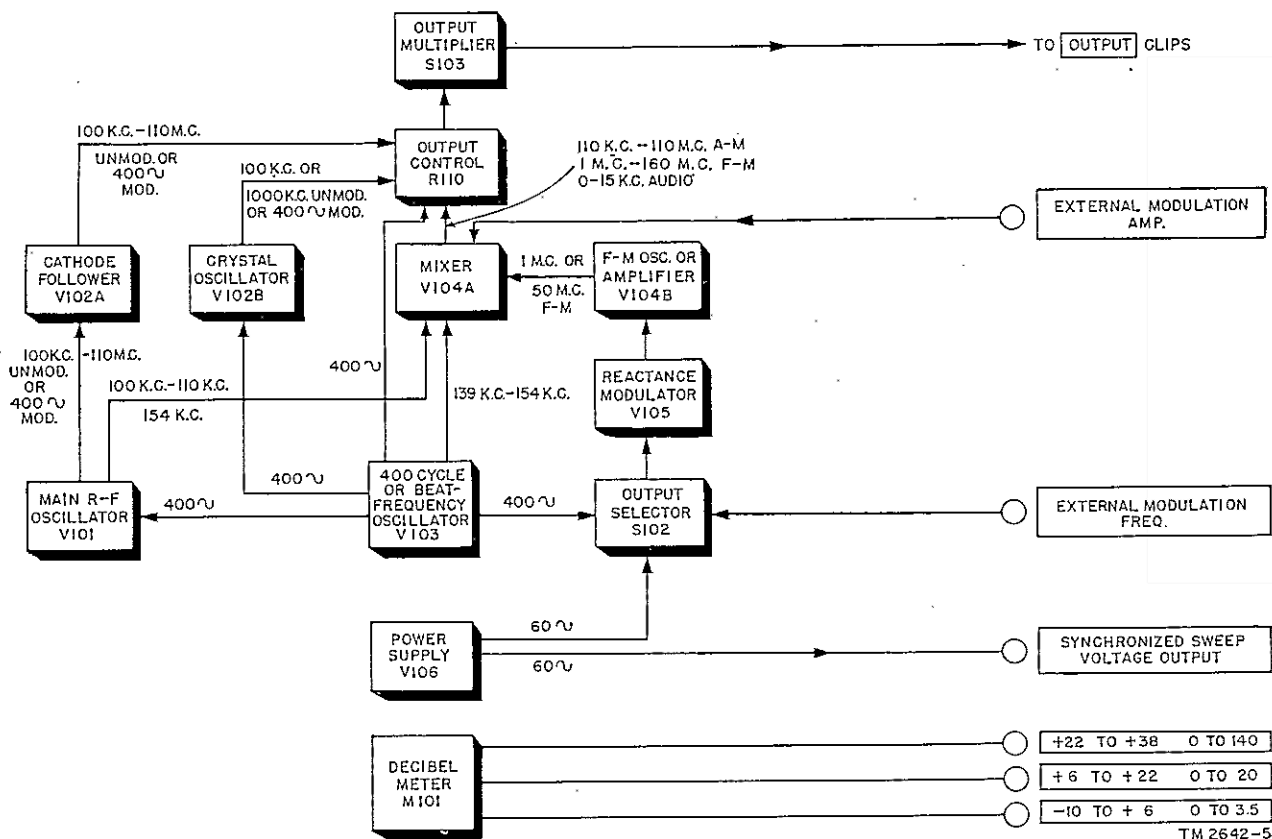 OUTPUT
MULTIPLIER
S103
TO OUTPUT CLIPS
100 K.C.-110 M.C.
UNMOD. OR
400∿
MOD.
100 K.C. OR
1000 K.C. UNMOD.
OR 400∿ MOD.
OUTPUT
CONTROL
R110
110 K.C.--110 M.C. A-M
1 M.C.--160 M.C. F-M
0-15 K.C. AUDIO
EXTERNAL MODULATION
AMP.
CATHODE
FOLLOWER
V102A
CRYSTAL
OSCILLATOR
V102B
MIXER
V104A
1 M.C. OR
50 M.C.
F-M
F-M OSC. OR
AMPLIFIER
V104B
100K.C. -110M.C.
UNMOD.
OR
400∿
MOD.
100 K.C.-110 K.C.
154 K.C.
400∿
139 K.C.-154 K.C.
REACTANCE
MODULATOR
V105
MAIN R-F
OSCILLATOR
V101
400∿
400∿
400 CYCLE
OR BEAT-
FREQUENCY
OSCILLATOR
V103
400∿
OUTPUT
SELECTOR
S102
EXTERNAL MODULATION
FREQ.
POWER
SUPPLY
V106
60∿
60∿
SYNCHRONIZED SWEEP
VOLTAGE OUTPUT
DECIBEL
METER
M101
+22 TO +38 0 TO 140
+6 TO +22 0 TO 20
-10 TO + 6 0 TO 3.5
TM 2642-5